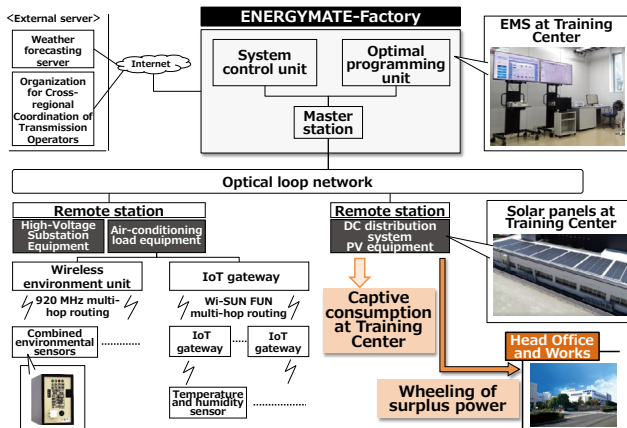 <External server>
Weather
forecasting
server
Organization
for Cross-
regional
Coordination of
Transmission
Operators
Internet
ENERGYMATE-Factory
System
control unit
Optimal
programming
unit
Master
station
EMS at Training
Center
Optical loop network
Remote station
High-Voltage
Substation
Equipment
Air-conditioning
load equipment
Remote station
DC distribution
system
PV equipment
Solar panels at
Training Center
Wireless
environment unit
IoT gateway
920 MHz multi-
hop routing
Wi-SUN FUN
multi-hop routing
Combined
environmental
sensors
IoT
gateway
IoT
gateway
Temperature
and humidity
sensor
Captive
consumption
at Training
Center
Wheeling of
surplus power
Head Office
and Works